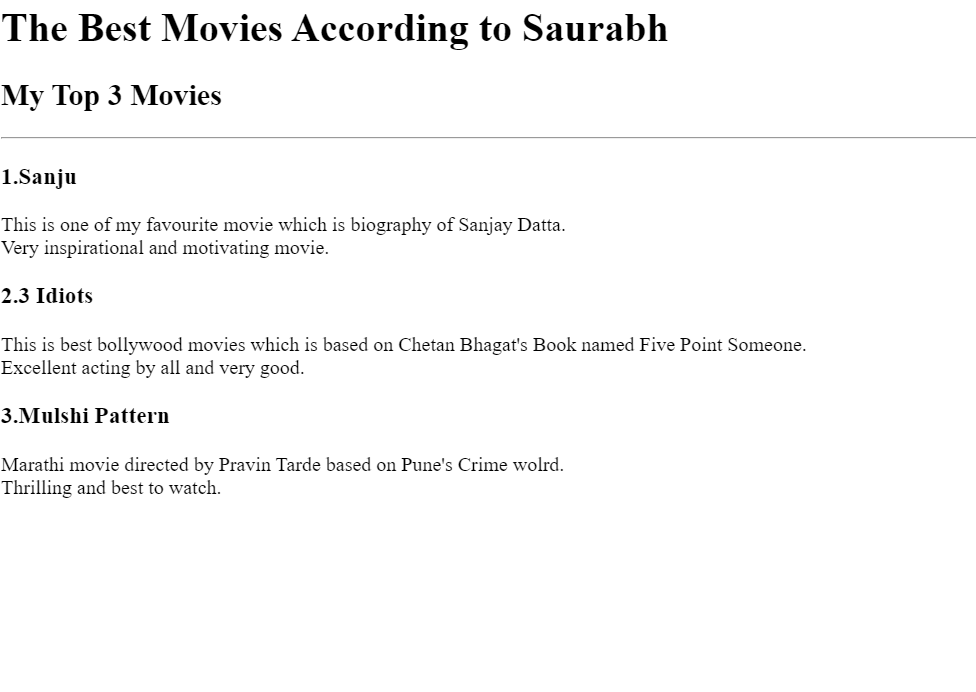 The Best Movies According to Saurabh
My Top 3 Movies
1.Sanju
This is one of my favourite movie which is biography of Sanjay Datta.
Very inspirational and motivating movie.
2.3 Idiots
This is best bollywood movies which is based on Chetan Bhagat's Book named Five Point Someone.
Excellent acting by all and very good.
3.Mulshi Pattern
Marathi movie directed by Pravin Tarde based on Pune's Crime wolrd.
Thrilling and best to watch.